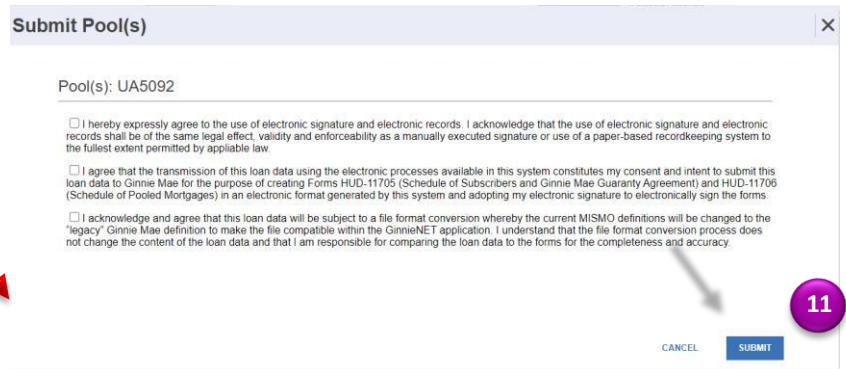 Submit Pool(s)
Pool(s): UA5092
I hereby expressly agree to the use of electronic signature and electronic records. I acknowledge that the use of electronic signature and electronic
records shall be of the same legal effect, validity and enforceability as a manually executed signature or use of a paper-based recordkeeping system to
the fullest extent permitted by appliable law.
I agree that the transmission of this loan data using the electronic processes available in this system constitutes my consent and intent to submit this
loan data to Ginnie Mae for the purpose of creating Forms HUD-11705 (Schedule of Subscribers and Ginnie Mae Guaranty Agreement) and HUD-11706
(Schedule of Pooled Mortgages) in an electronic format generated by this system and adopting my electronic signature to electronically sign the forms.
I acknowledge and agree that this loan data will be subject to a file format conversion whereby the current MISMO definitions will be changed to the
"legacy" Ginnie Mae definition to make the file compatible within the GinnieNET application. I understand that the file format conversion process does
not change the content of the loan data and that I am responsible for comparing the loan data to the forms for the completeness and accuracy.
11
CANCEL SUBMIT